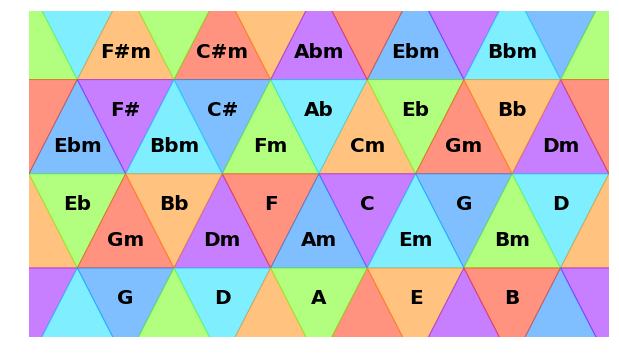 F#m C#m Abm Ebm Bbm
F# C# Ab Eb Bb
Ebm Bbm Fm Cm Gm Dm
Eb Bb F C G D
Gm Dm Am Em Bm
G D A E B